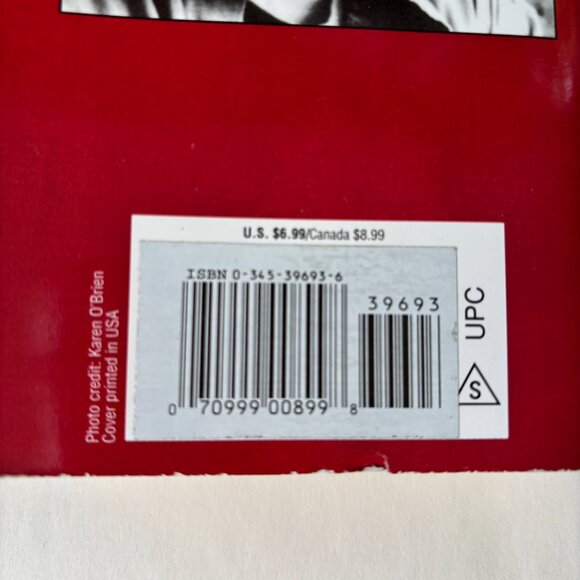 U.S. $6.99/Canada $8.99
ISBN 0-345-39693-6
39693
0 70999 00899 8
UPC
S
Photo credit: Karen O'Brien
Cover printed in USA